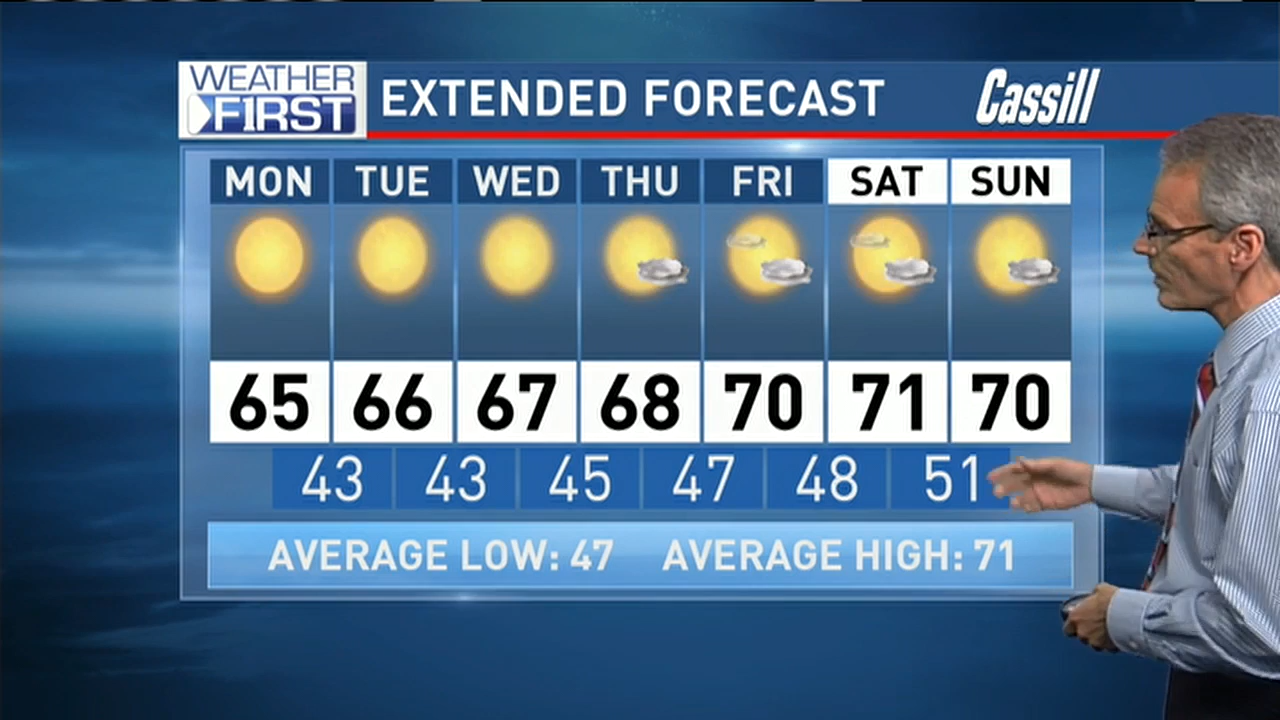 WEATHER
F1RST
EXTENDED FORECAST
Cassill
MON TUE WED THU FRI SAT SUN
65 66 67 68 70 71 70
43 43 45 47 48 51
AVERAGE LOW: 47 AVERAGE HIGH: 71